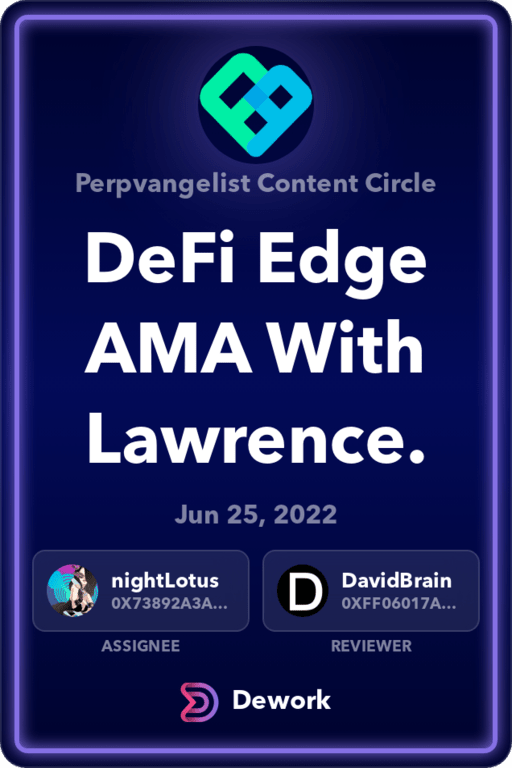 Perpvangelist Content Circle
DeFi Edge
AMA With
Lawrence.
Jun 25, 2022
nightLotus
0X73892A3A...
ASSIGNEE
D
DavidBrain
0XFF06017A...
REVIEWER
Dework